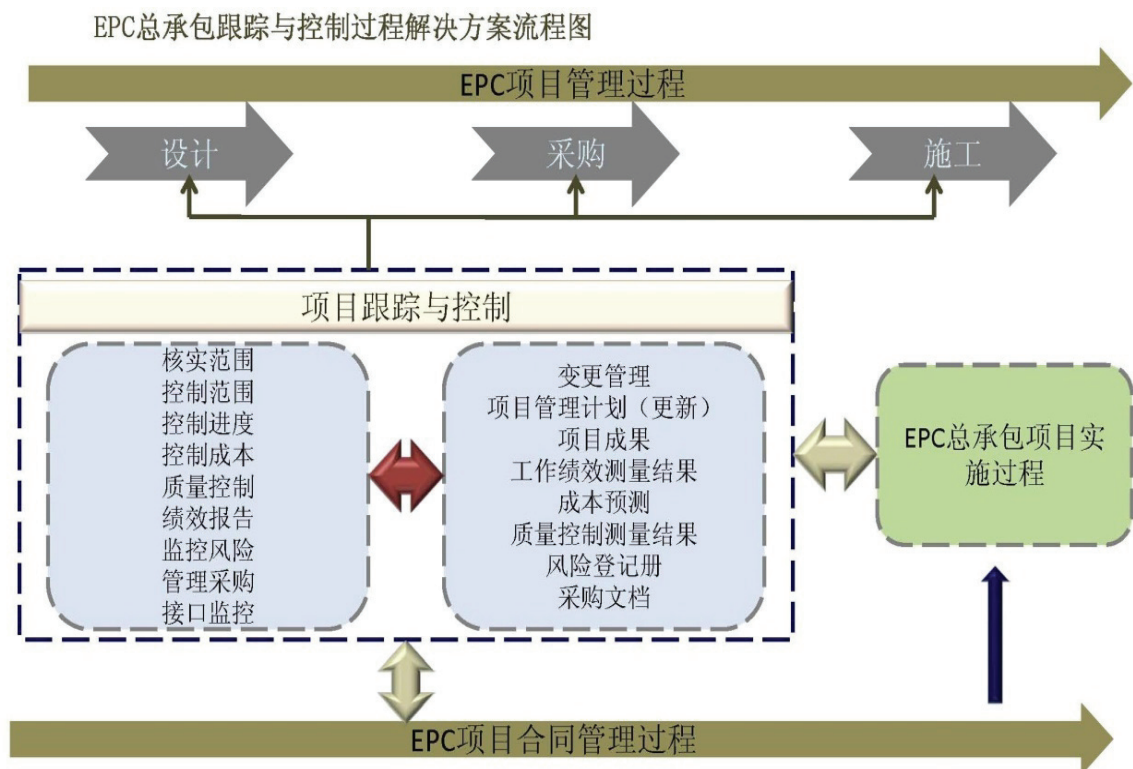 EPC总承包跟踪与控制过程解决方案流程图
EPC项目管理过程
设计
采购
施工
项目跟踪与控制
核实范围
控制范围
控制进度
控制成本
质量控制
绩效报告
监控风险
管理采购
接口监控
变更管理
项目管理计划（更新）
项目成果
工作绩效测量结果
成本预测
质量控制测量结果
风险登记册
采购文档
EPC总承包项目实
施过程
EPC项目合同管理过程